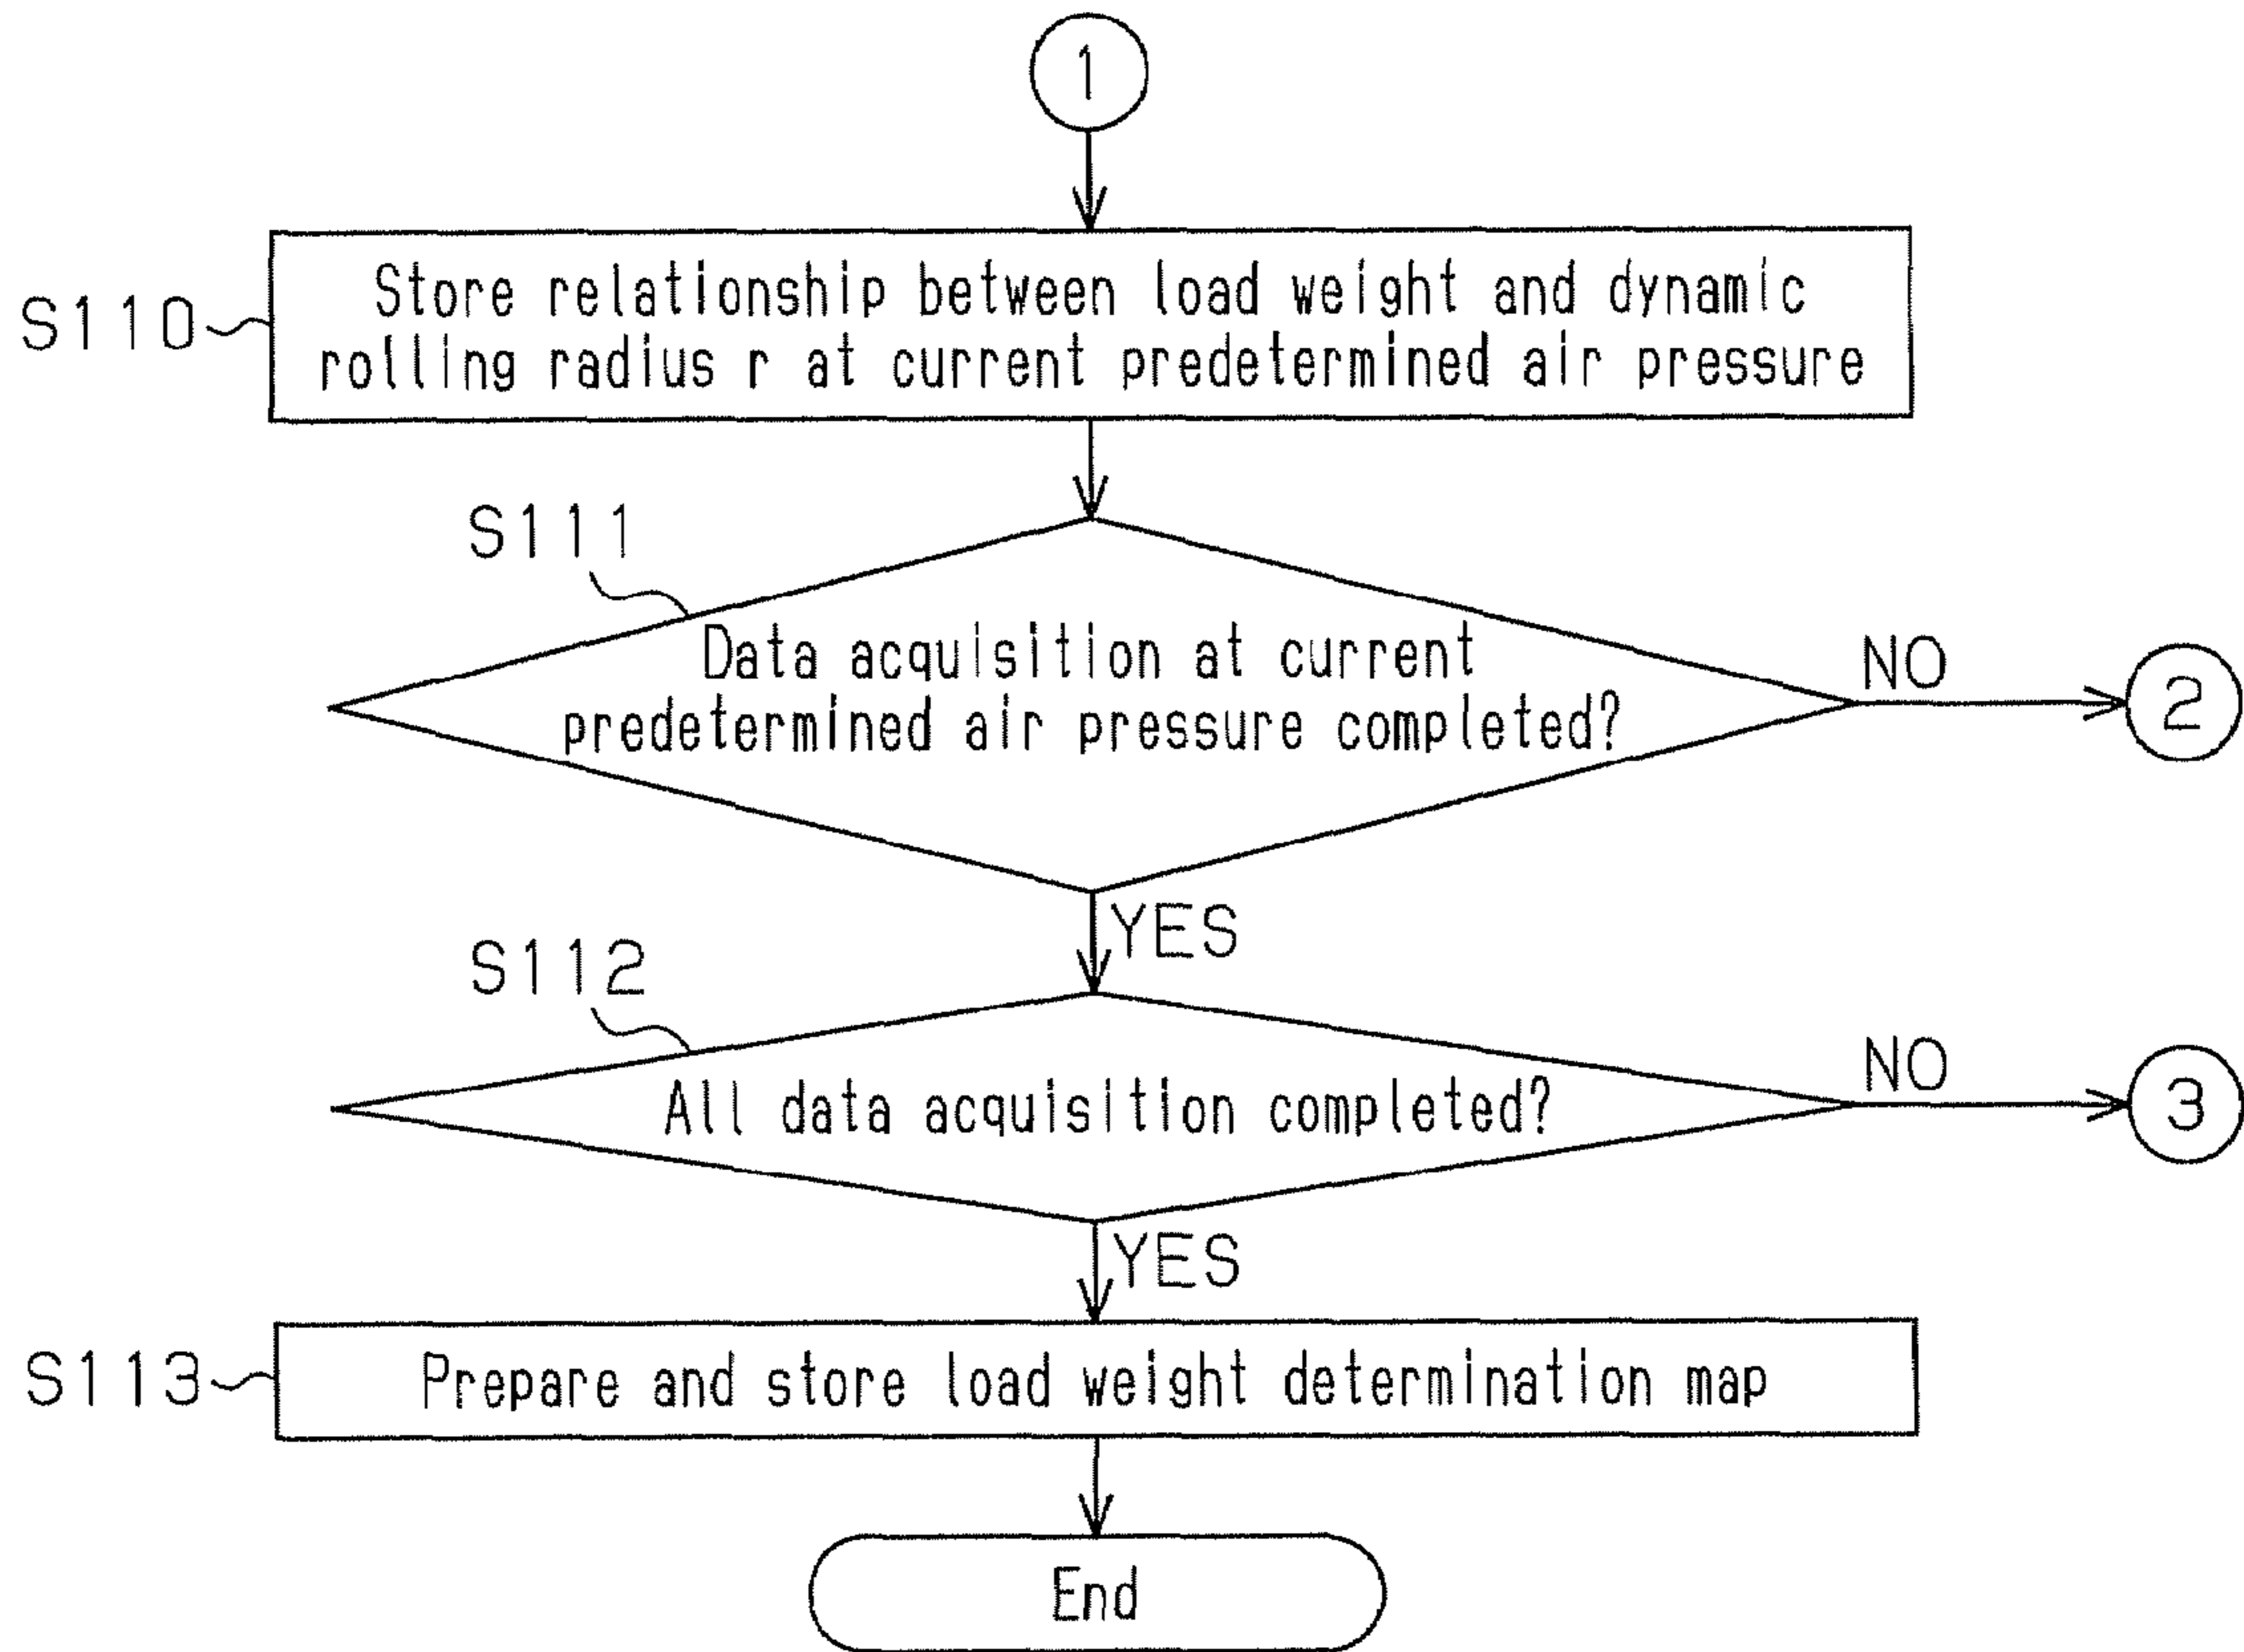 1
S110
Store relationship between load weight and dynamic
rolling radius r at current predetermined air pressure
S111
Data acquisition at current
predetermined air pressure completed?
NO
2
YES
S112
All data acquisition completed?
NO
3
YES
S113
Prepare and store load weight determination map
End